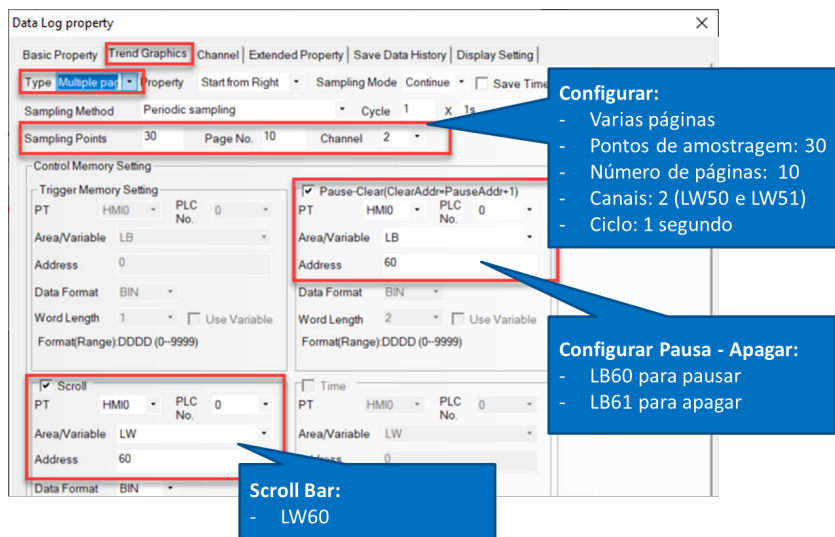 Data Log property
Basic Property Trend Graphics Channel Extended Property Save Data History Display Setting
Type Multiple pag Property Start from Right Sampling Mode Continue Save Time
Sampling Method Periodic sampling Cycle 1 X 1s
Sampling Points 30 Page No. 10 Channel 2
Control Memory Setting
Trigger Memory Setting
PT HMI0 PLC No. 0
Area/Variable LB
Address 0
Data Format BIN
Word Length 1 Use Variable
Format(Range):DDDD (0--9999)
Pause-Clear(ClearAddr=PauseAddr+1)
PT HMI0 PLC No. 0
Area/Variable LB
Address 60
Data Format BIN
Word Length 2 Use Variable
Format(Range):DDDD (0--9999)
Scroll
PT HMI0 PLC No. 0
Area/Variable LW
Address 60
Data Format BIN
Time
PT HMI0 PLC No. 0
Area/Variable LW
Address 0
Configurar:
- Varias páginas
- Pontos de amostragem: 30
- Número de páginas: 10
- Canais: 2 (LW50 e LW51)
- Ciclo: 1 segundo
Configurar Pausa - Apagar:
- LB60 para pausar
- LB61 para apagar
Scroll Bar:
- LW60